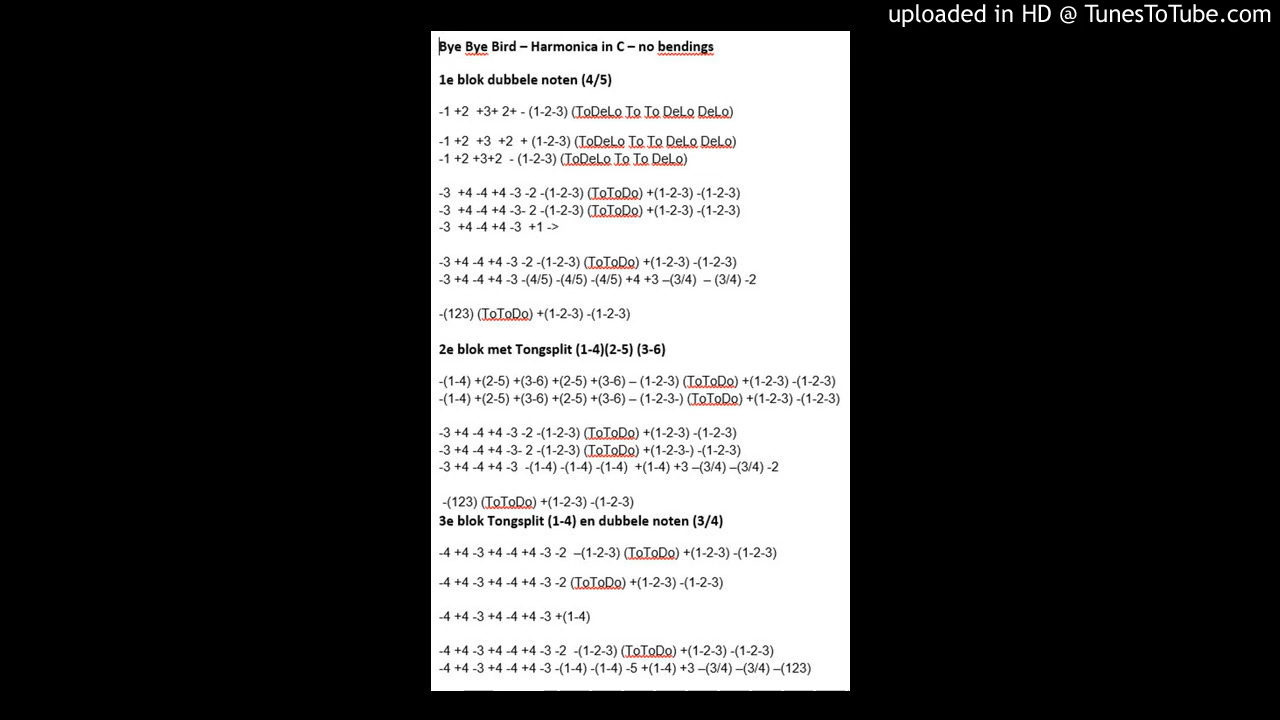 uploaded in HD @ TunesToTube.com
Bye Bye Bird – Harmonica in C – no bendings
1e blok dubbele noten (4/5)
-1 +2 +3+ 2+ - (1-2-3) (ToDeLo To To DeLo DeLo)
-1 +2 +3 +2 + (1-2-3) (ToDeLo To To DeLo DeLo)
-1 +2 +3+2 - (1-2-3) (ToDeLo To To DeLo)
-3 +4 -4 +4 -3 -2 -(1-2-3) (ToToDo) +(1-2-3) -(1-2-3)
-3 +4 -4 +4 -3- 2 -(1-2-3) (ToToDo) +(1-2-3) -(1-2-3)
-3 +4 -4 +4 -3 +1 ->
-3 +4 -4 +4 -3 -2 -(1-2-3) (ToToDo) +(1-2-3) -(1-2-3)
-3 +4 -4 +4 -3 -(4/5) -(4/5) -(4/5) +4 +3 –(3/4) – (3/4) -2
-(123) (ToToDo) +(1-2-3) -(1-2-3)
2e blok met Tongsplit (1-4)(2-5) (3-6)
-(1-4) +(2-5) +(3-6) +(2-5) +(3-6) – (1-2-3) (ToToDo) +(1-2-3) -(1-2-3)
-(1-4) +(2-5) +(3-6) +(2-5) +(3-6) – (1-2-3-) (ToToDo) +(1-2-3) -(1-2-3)
-3 +4 -4 +4 -3 -2 -(1-2-3) (ToToDo) +(1-2-3) -(1-2-3)
-3 +4 -4 +4 -3- 2 -(1-2-3) (ToToDo) +(1-2-3-) -(1-2-3)
-3 +4 -4 +4 -3 -(1-4) -(1-4) -(1-4) +(1-4) +3 –(3/4) –(3/4) -2
-(123) (ToToDo) +(1-2-3) -(1-2-3)
3e blok Tongsplit (1-4) en dubbele noten (3/4)
-4 +4 -3 +4 -4 +4 -3 -2 –(1-2-3) (ToToDo) +(1-2-3) -(1-2-3)
-4 +4 -3 +4 -4 +4 -3 -2 (ToToDo) +(1-2-3) -(1-2-3)
-4 +4 -3 +4 -4 +4 -3 +(1-4)
-4 +4 -3 +4 -4 +4 -3 -2 -(1-2-3) (ToToDo) +(1-2-3) -(1-2-3)
-4 +4 -3 +4 -4 +4 -3 -(1-4) -(1-4) -5 +(1-4) +3 –(3/4) –(3/4) –(123)